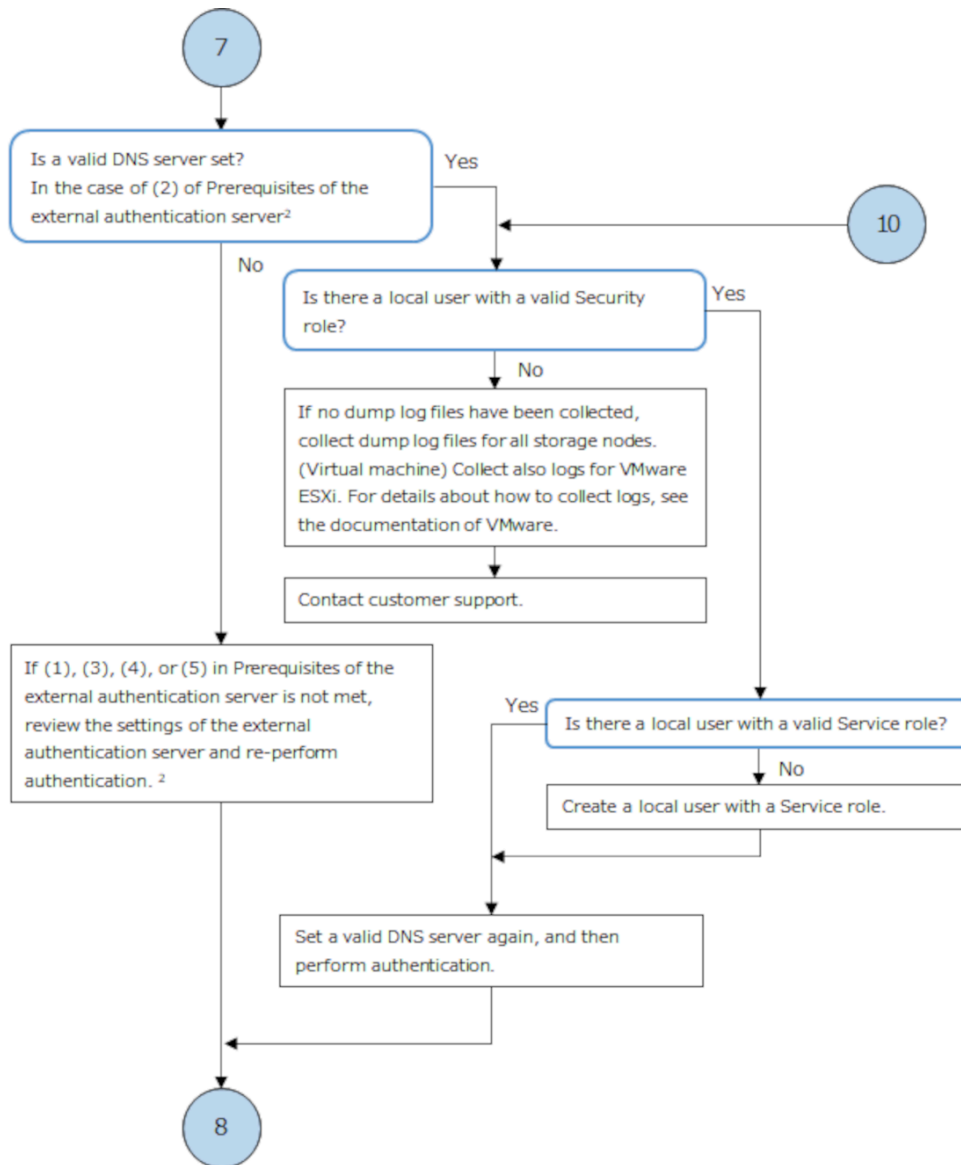 7
Is a valid DNS server set?
In the case of (2) of Prerequisites of the
external authentication server²
Yes
10
No
Is there a local user with a valid Security
role?
Yes
No
If no dump log files have been collected,
collect dump log files for all storage nodes.
(Virtual machine) Collect also logs for VMware
ESXi. For details about how to collect logs, see
the documentation of VMware.
Contact customer support.
If (1), (3), (4), or (5) in Prerequisites of the
external authentication server is not met,
review the settings of the external
authentication server and re-perform
authentication. ²
Yes
Is there a local user with a valid Service role?
No
Create a local user with a Service role.
Set a valid DNS server again, and then
perform authentication.
8